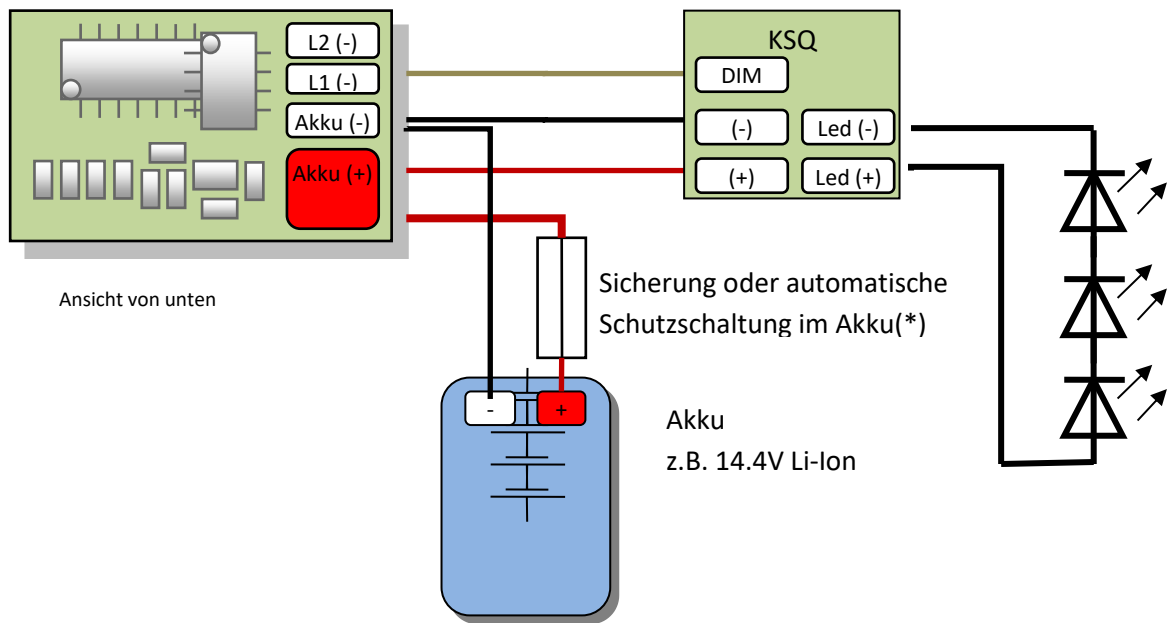 L2 (-)
L1 (-)
Akku (-)
Akku (+)
Ansicht von unten
KSQ
DIM
(-)
Led (-)
(+)
Led (+)
Sicherung oder automatische
Schutzschaltung im Akku(*)
-
+
Akku
z.B. 14.4V Li-Ion